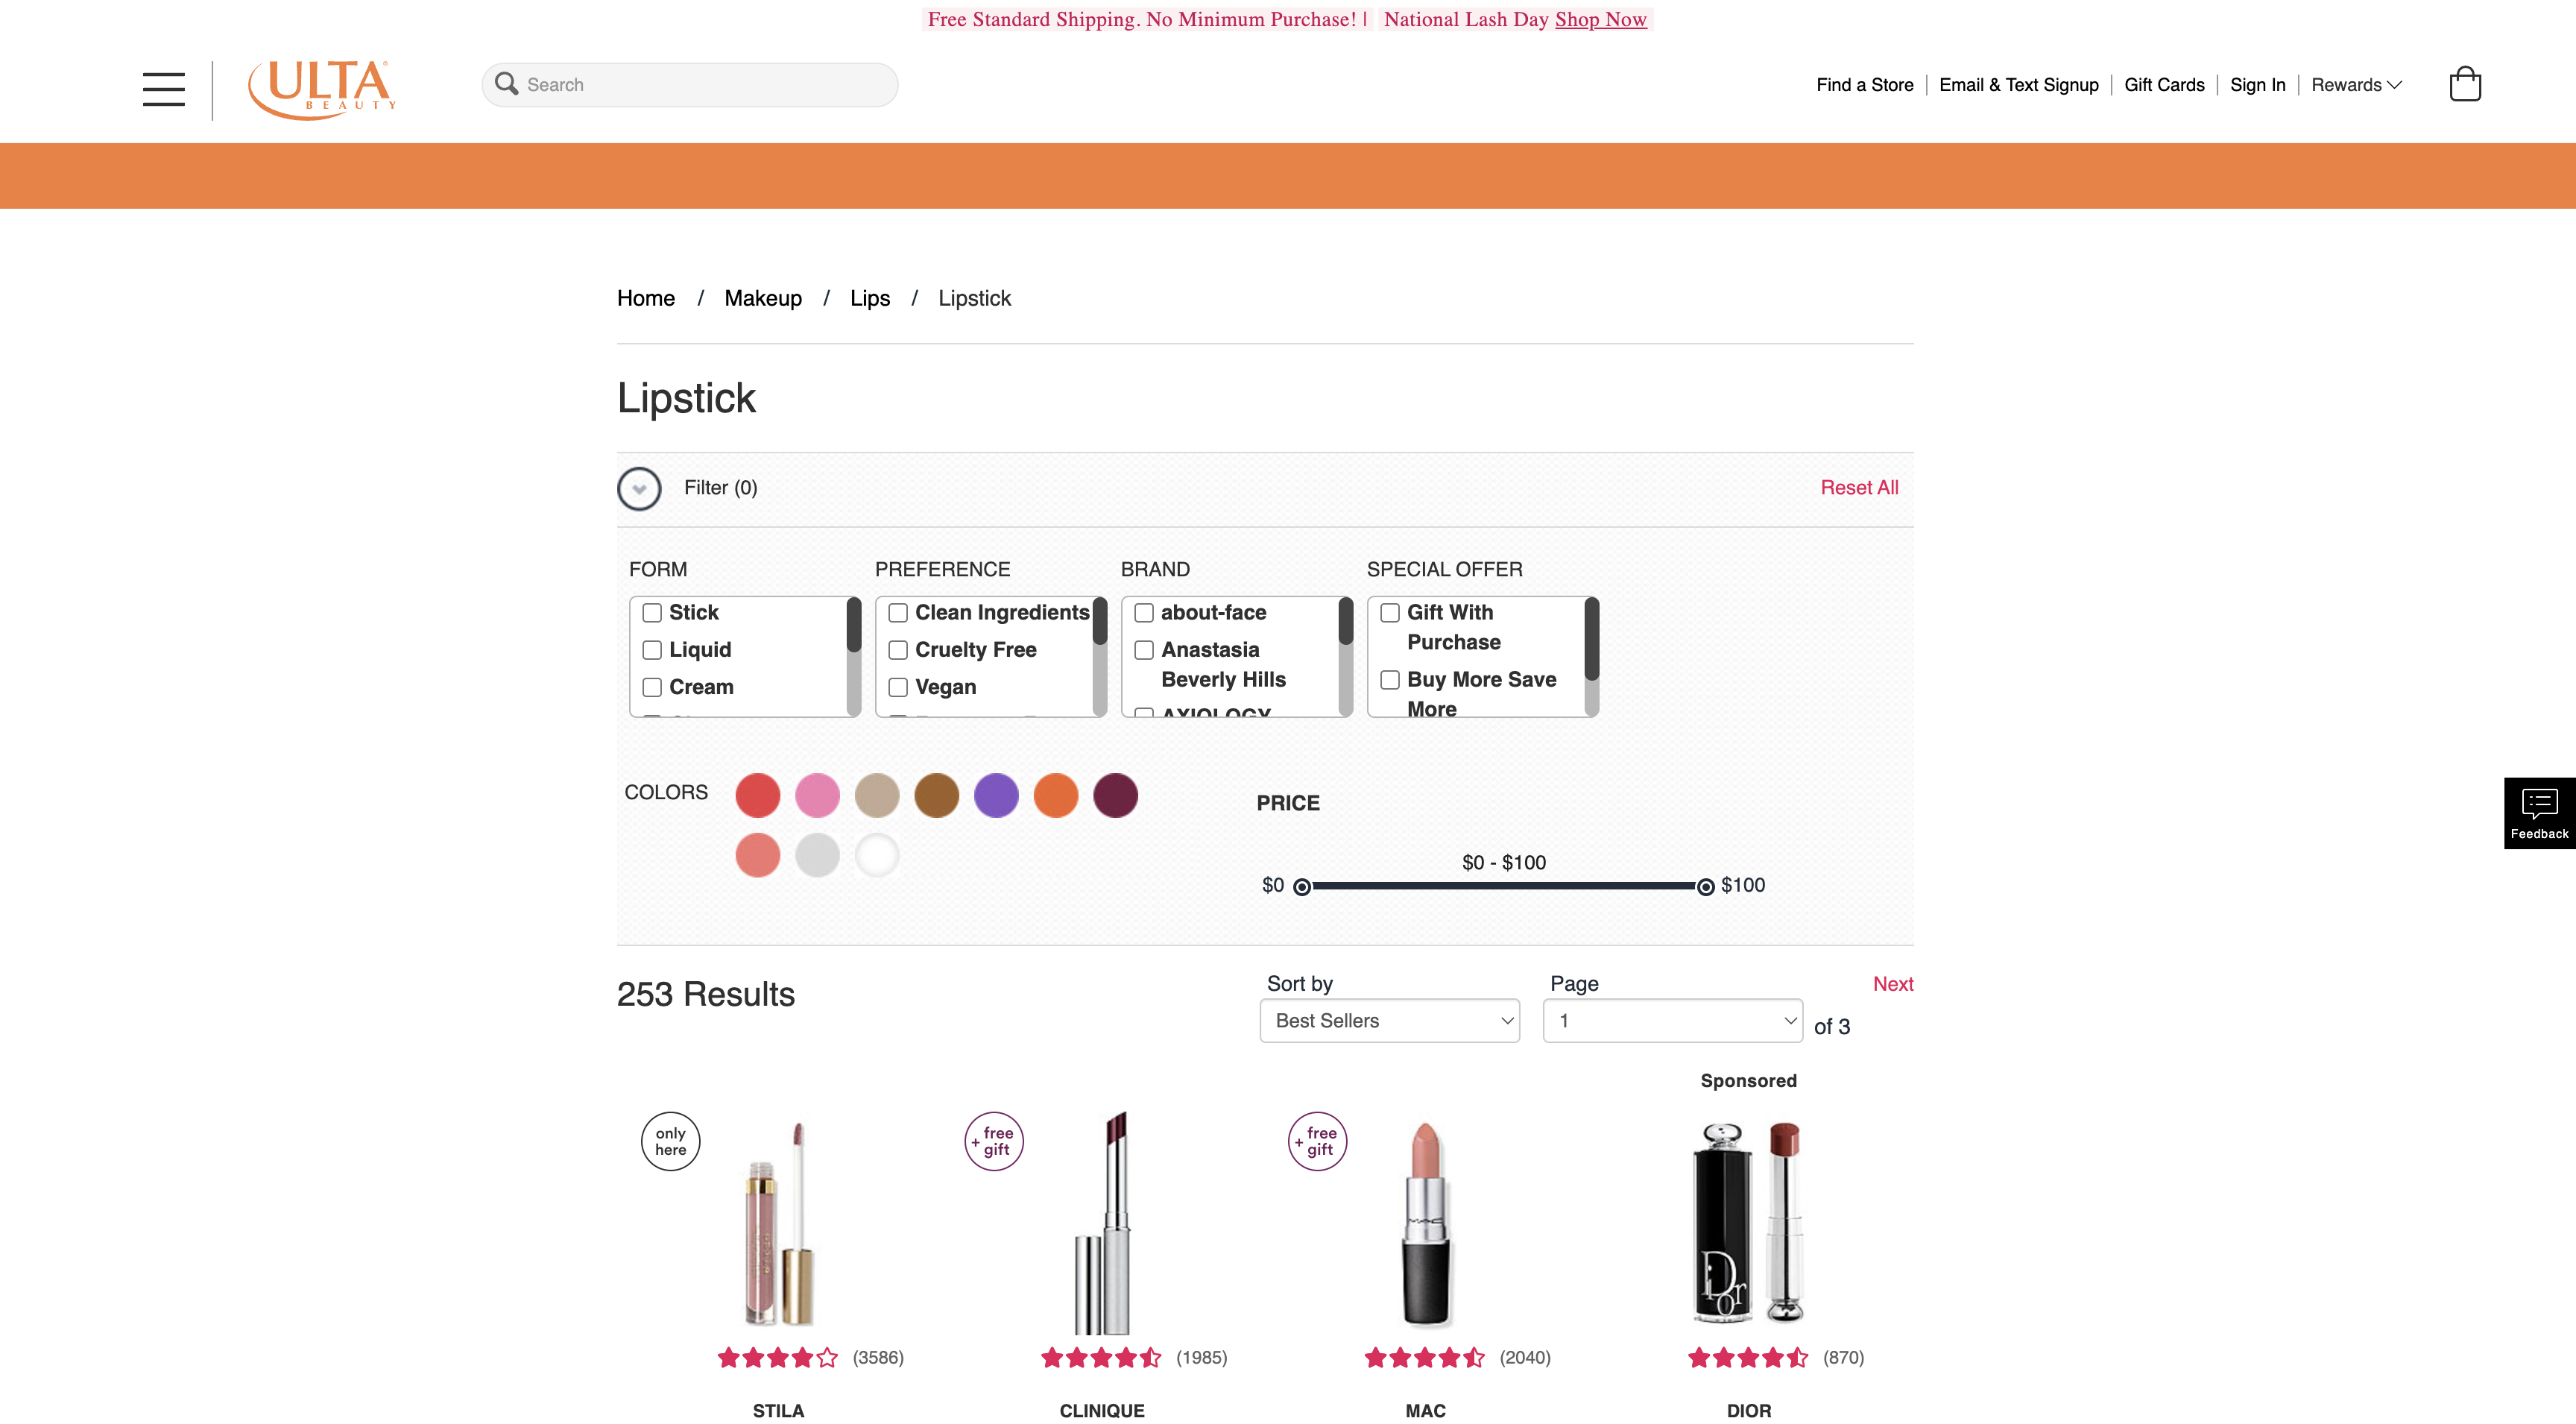 Free Standard Shipping. No Minimum Purchase! | National Lash Day Shop Now
ULTA
BEAUTY
Search
Find a Store | Email & Text Signup | Gift Cards | Sign In | Rewards
Home / Makeup / Lips / Lipstick
Lipstick
Filter (0)
Reset All
FORM
PREFERENCE
BRAND
SPECIAL OFFER
Stick
Liquid
Cream
Clean Ingredients
Cruelty Free
Vegan
about-face
Anastasia
Beverly Hills
AXIOLOGY
Gift With
Purchase
Buy More Save
More
COLORS
PRICE
$0 - $100
$0
$100
Feedback
253 Results
Sort by
Best Sellers
Page
1
of 3
Next
Sponsored
only
here
+ free
gift
+ free
gift
MAC
Dior
(3586)
(1985)
(2040)
(870)
STILA
CLINIQUE
MAC
DIOR